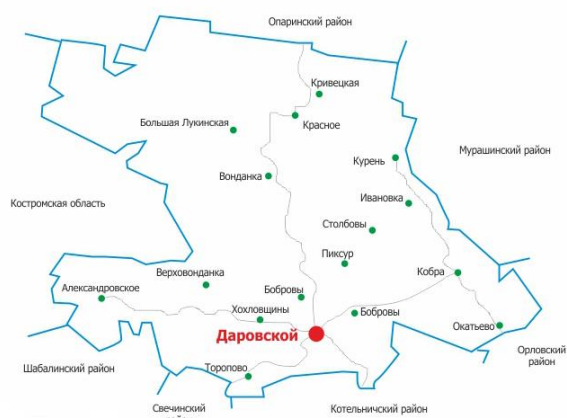 Опаринский район
Кривецкая
Большая Лукинская
Красное
Мурашинский район
Курень
Вонданка
Ивановка
Костромская область
Столбовы
Пиксур
Верховонданка
Кобра
Александровское
Бобровы
Хохловщины
Бобровы
Даровской
Окатьево
Орловский
район
Шабалинский район
Торопово
Свечинский
Котельничский район